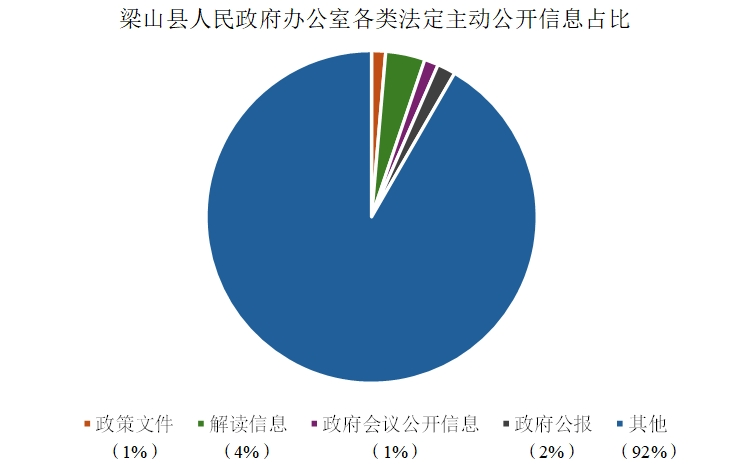 梁山县人民政府办公室各类法定主动公开信息占比
政策文件 解读信息 政府会议公开信息 政府公报 其他
（1%） （4%） （1%） （2%） （92%）